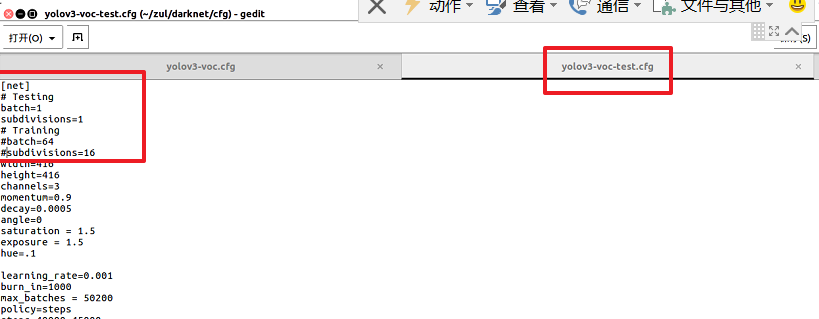 yolov3-voc-test.cfg (~/zul/darknet/cfg) - gedit
动作 查看 通信 文件与其他
打开(O)
(S)
yolov3-voc.cfg × yolov3-voc-test.cfg ×
[net]
# Testing
batch=1
subdivisions=1
# Training
#batch=64
#subdivisions=16
width=416
height=416
channels=3
momentum=0.9
decay=0.0005
angle=0
saturation = 1.5
exposure = 1.5
hue=.1
learning_rate=0.001
burn_in=1000
max_batches = 50200
policy=steps